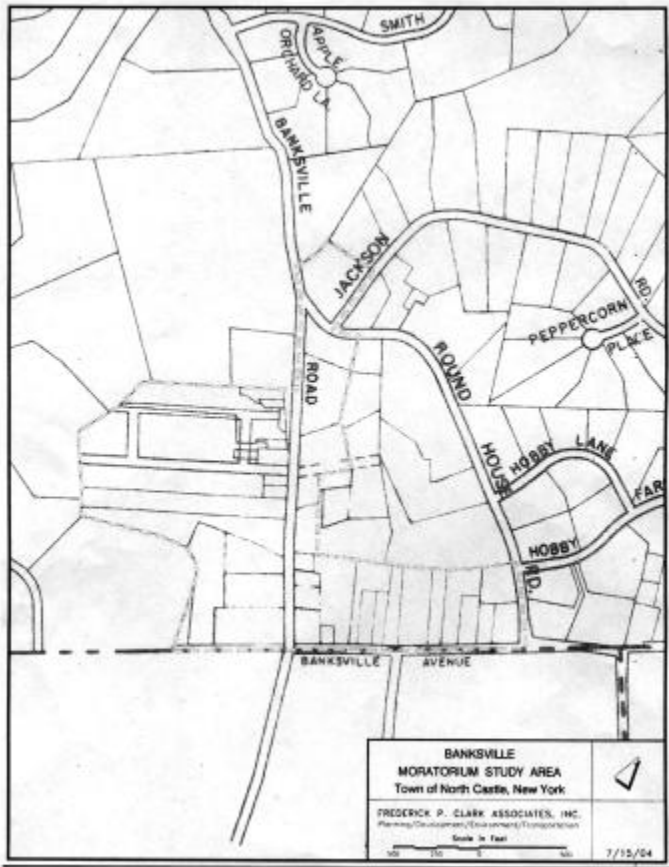 SMITH
APPLE
ORCHARD LA.
BANKSVILLE
JACKSON
RD.
PEPPERCORN
PLACE
ROUND
ROAD
HOUSE
HOBBY LANE
FAR
HOBBY
RD.
BANKSVILLE AVENUE
BANKSVILLE
MORATORIUM STUDY AREA
Town of North Castle, New York
FREDERICK P. CLARK ASSOCIATES, INC.
Planning/Development/Environment/Transportation
Scale in Feet
0
7/15/04